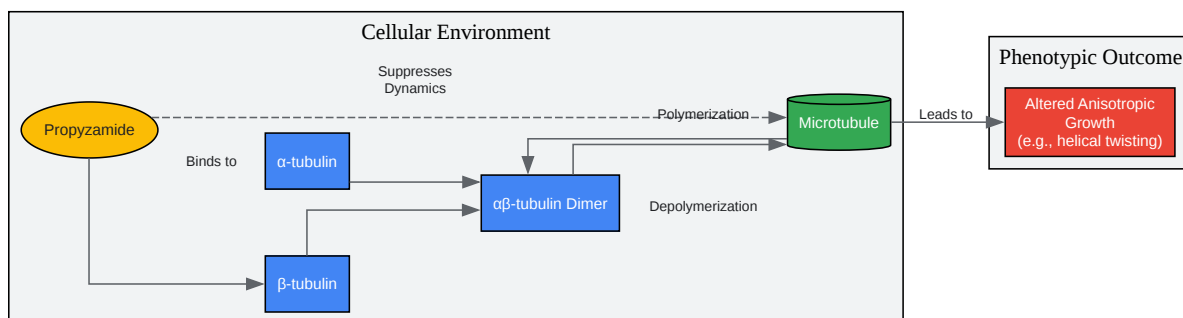 Cellular Environment
Suppresses
Dynamics
Propyzamide
Binds to
α-tubulin
β-tubulin
αβ-tubulin Dimer
Polymerization
Depolymerization
Microtubule
Leads to
Phenotypic Outcome
Altered Anisotropic
Growth
(e.g., helical twisting)